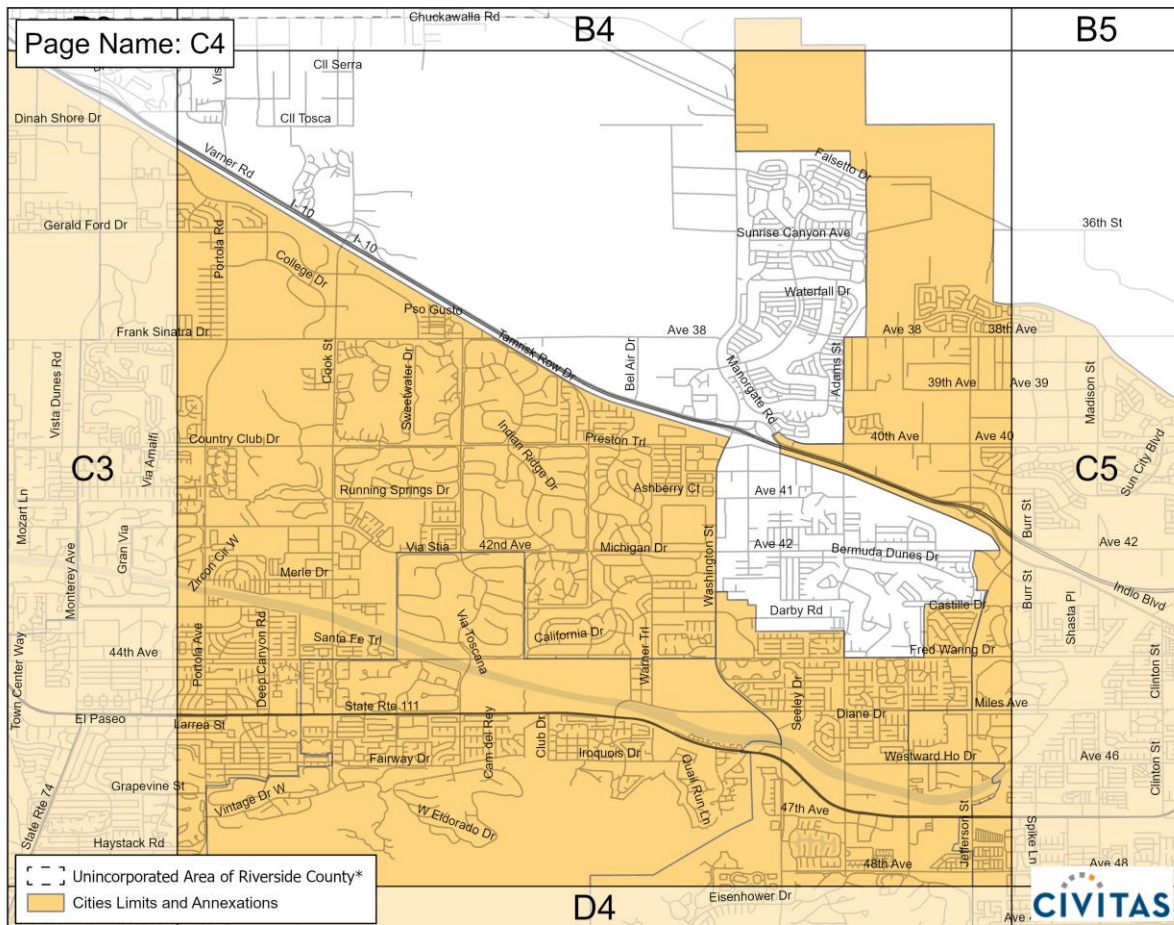 Chuckawalla Rd
B4
B5
Page Name: C4
Cll Serra
Cll Tosca
Dinah Shore Dr
Varner Rd
Falsetto Dr
I- 10
I- 10
Gerald Ford Dr
Portola Rd
Sunrise Canyon Ave
36th St
College Dr
Waterfall Dr
Pso Gusto
Frank Sinatra Dr
Ave 38
Ave 38
38th Ave
Tamrisk Row Dr
Vista Dunes Rd
Cook St
Sweetwater Dr
Bel Air Dr
Manorgate Rd
Adams St
39th Ave
Ave 39
Madison St
Via Amalfi
Country Club Dr
Indian Ridge Dr
Preston Trl
40th Ave
Ave 40
Sun City Blvd
C3
C5
Mozart Ln
Running Springs Dr
Ashberry Ct
Ave 41
Burr St
Gran Via
Monterey Ave
Zircon Cir W
Via Stia
42nd Ave
Michigan Dr
Washington St
Ave 42
Bermuda Dunes Dr
Ave 42
Merle Dr
Burr St
Indio Blvd
Darby Rd
Castille Dr
Shasta Pl
Town Center Way
44th Ave
Portola Ave
Deep Canyon Rd
Santa Fe Trl
Via Toscana
California Dr
Warner Trl
Fred Waring Dr
Clinton St
El Paseo
Larrea St
State Rte 111
Seeley Dr
Diane Dr
Miles Ave
Fairway Dr
Cam del Rey
Club Dr
Iroquois Dr
Westward Ho Dr
Ave 46
Clinton St
Grapevine St
Vintage Dr W
Quail Run Ln
State Rte 74
W Eldorado Dr
47th Ave
Jefferson St
Spike Ln
Haystack Rd
48th Ave
Ave 48
Unincorporated Area of Riverside County*
Cities Limits and Annexations
D4
Eisenhower Dr
CIVITAS